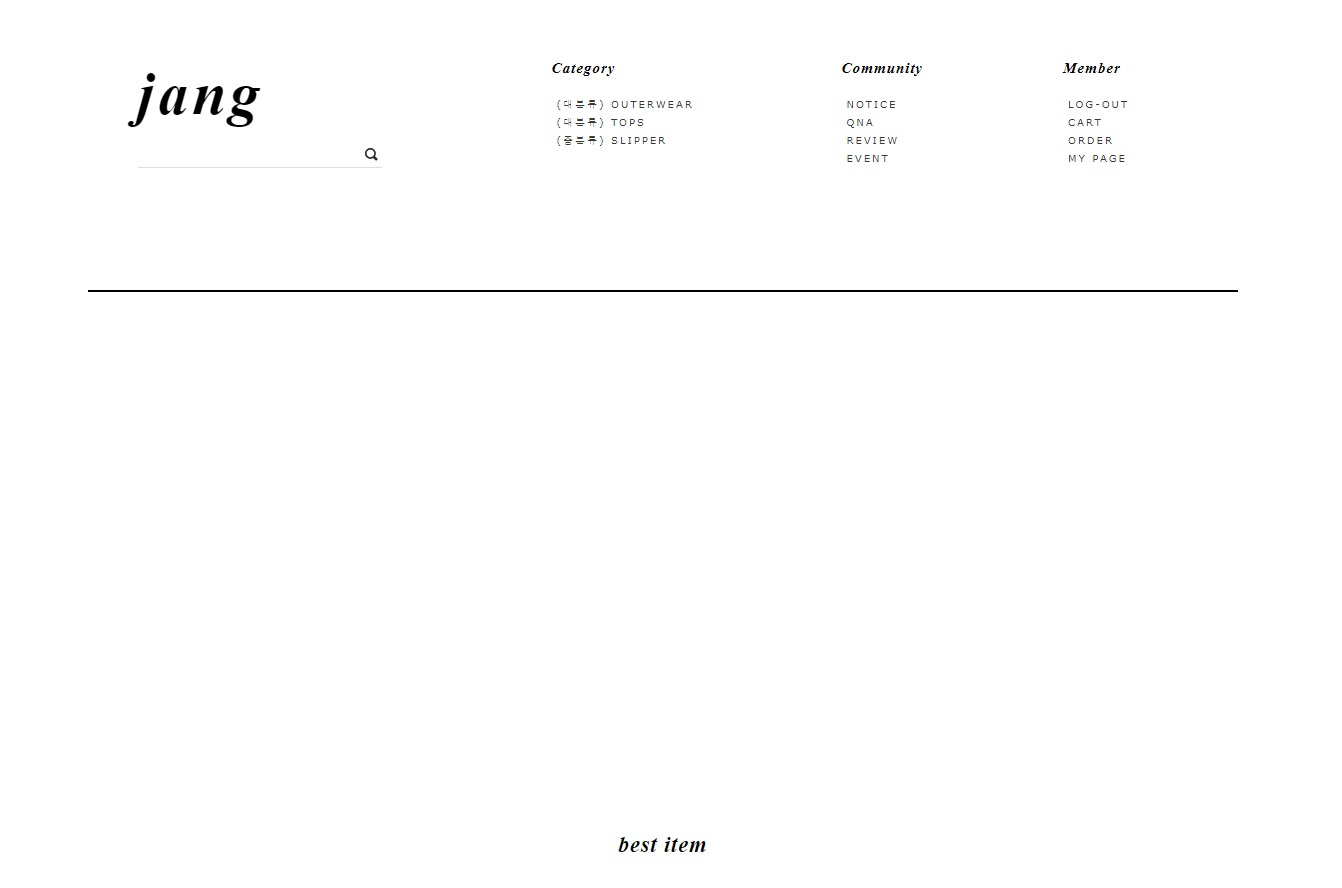 jang
Category
(대분류) OUTERWEAR
(대분류) TOPS
(중분류) SLIPPER
Community
NOTICE
QNA
REVIEW
EVENT
Member
LOG-OUT
CART
ORDER
MY PAGE
best item